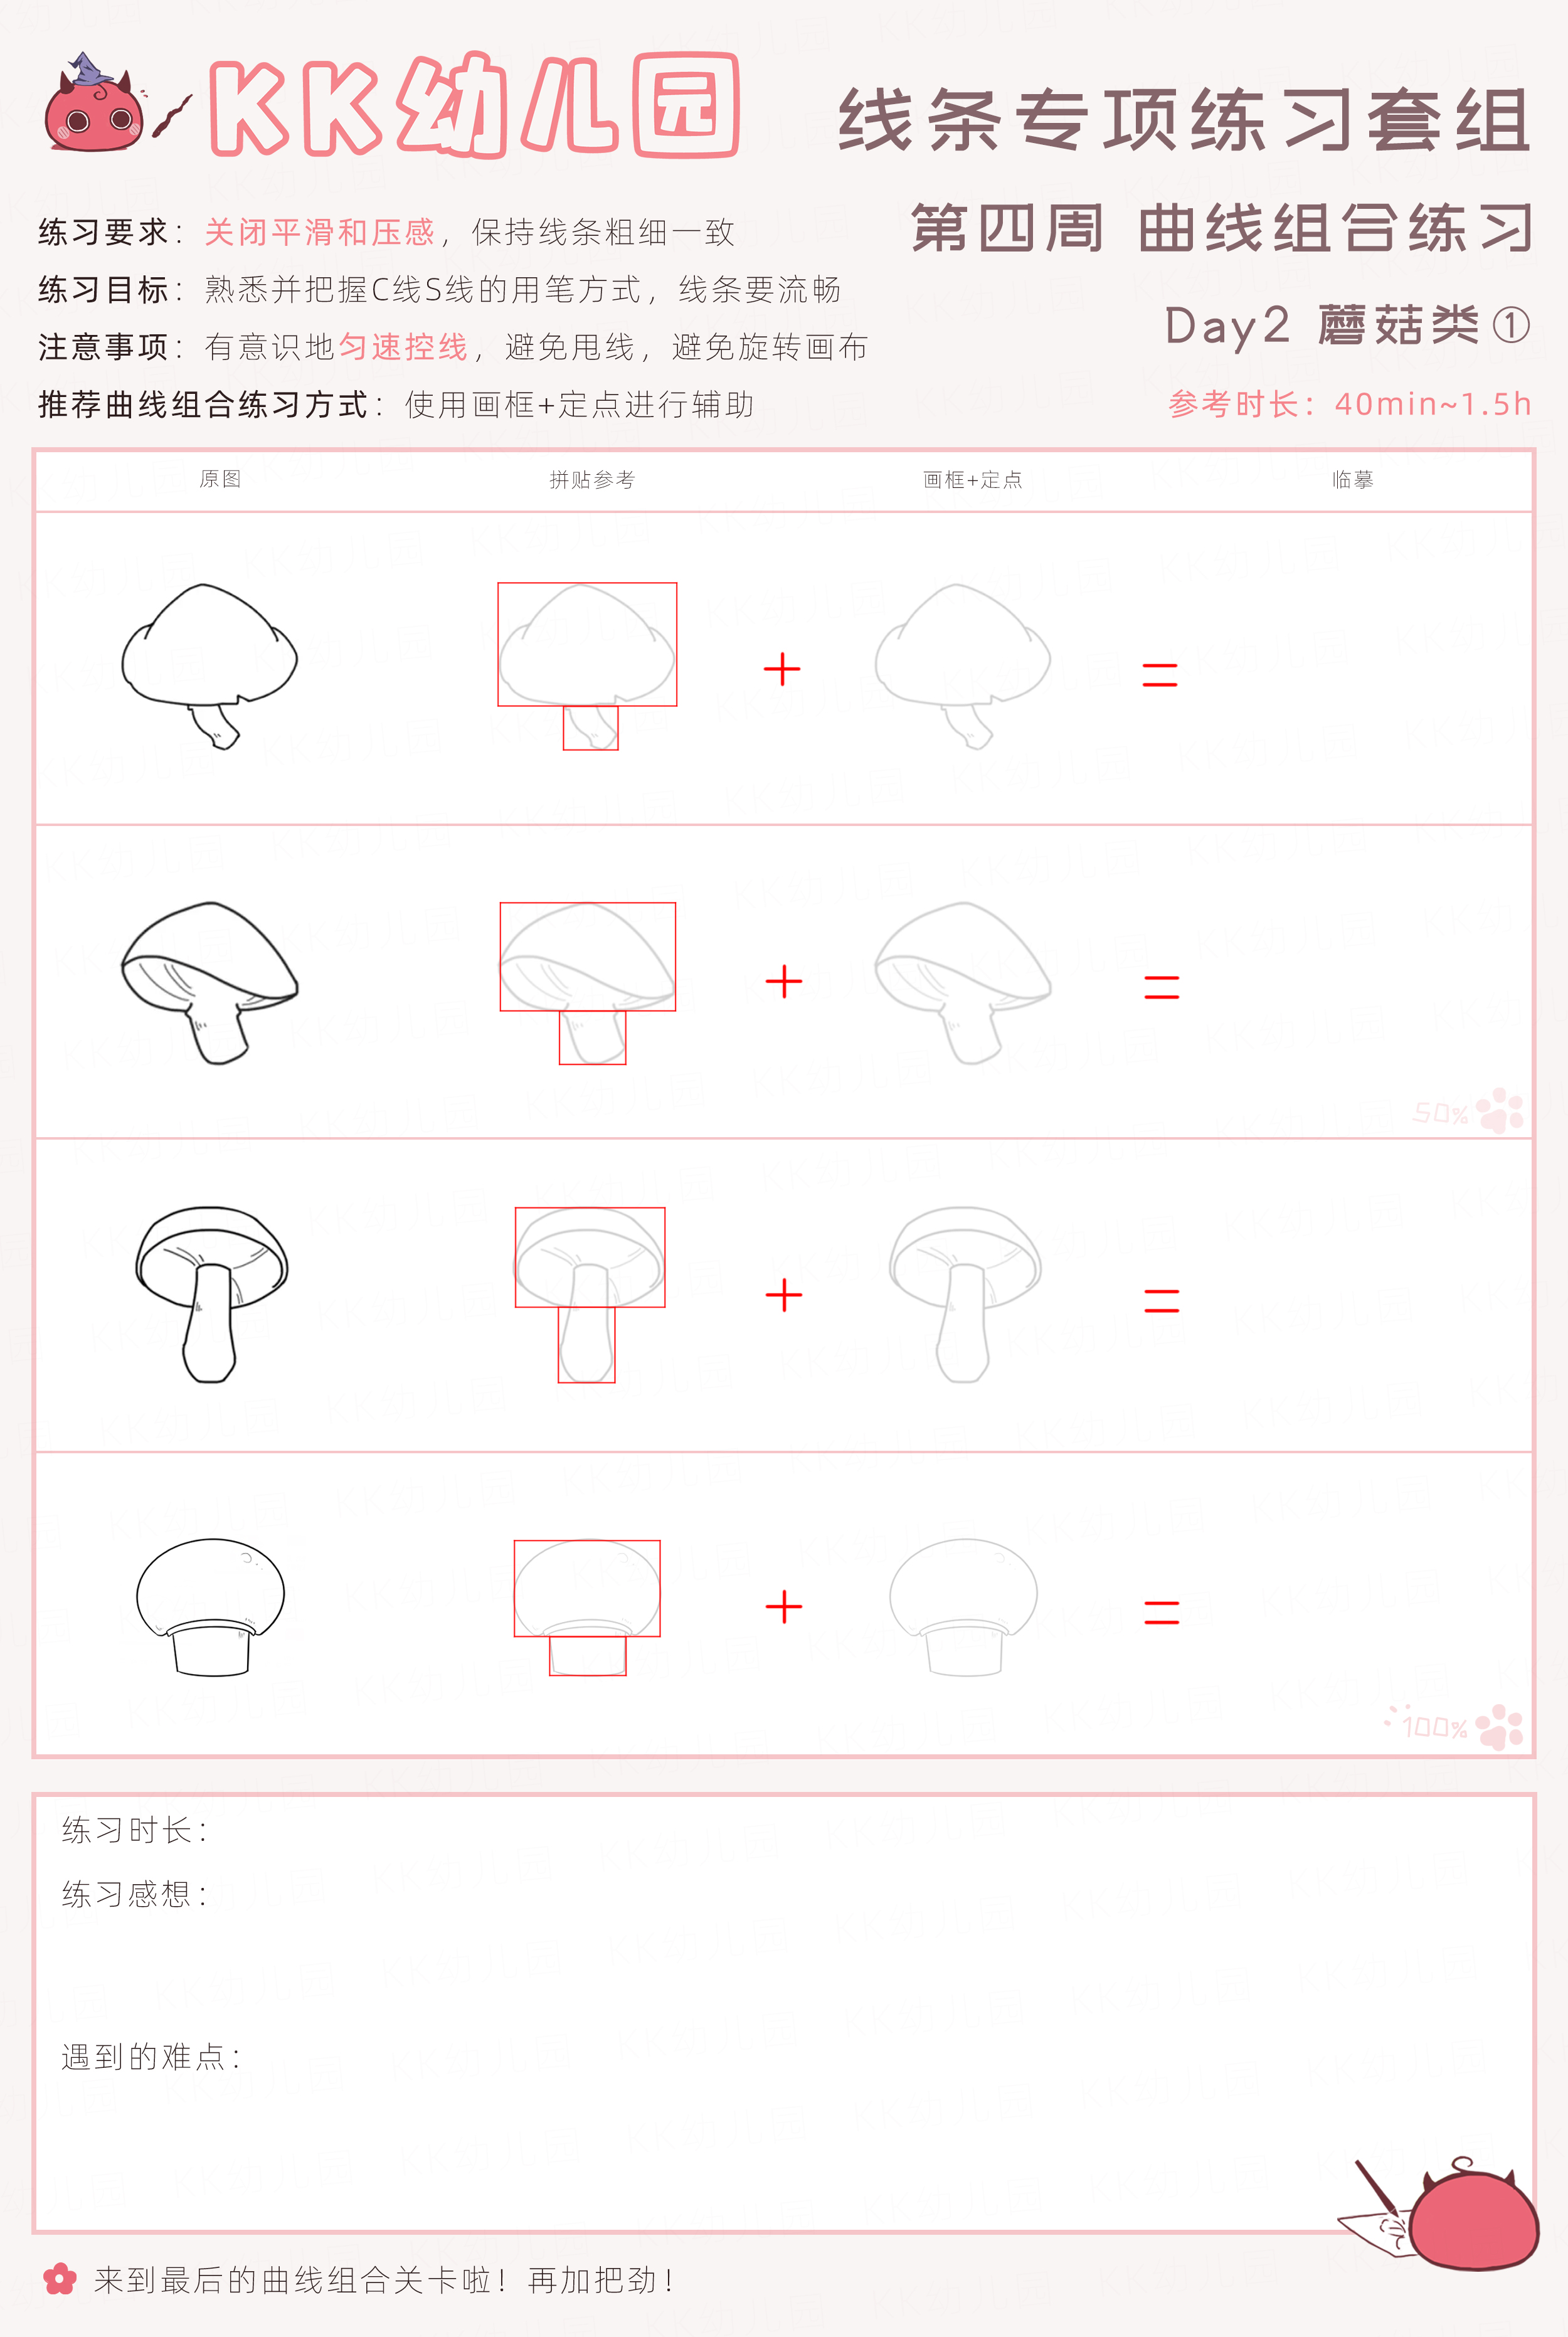 KK幼儿园
线条专项练习套组
第四周 曲线组合练习
Day2 蘑菇类①
参考时长：40min~1.5h
练习要求：关闭平滑和压感，保持线条粗细一致
练习目标：熟悉并把握C线S线的用笔方式，线条要流畅
注意事项：有意识地匀速控线，避免甩线，避免旋转画布
推荐曲线组合练习方式：使用画框+定点进行辅助
原图 拼贴参考 画框+定点 临摹
+ =
+ =
50%
+ =
+ =
100%
练习时长：
练习感想：
遇到的难点：
来到最后的曲线组合关卡啦！再加把劲！